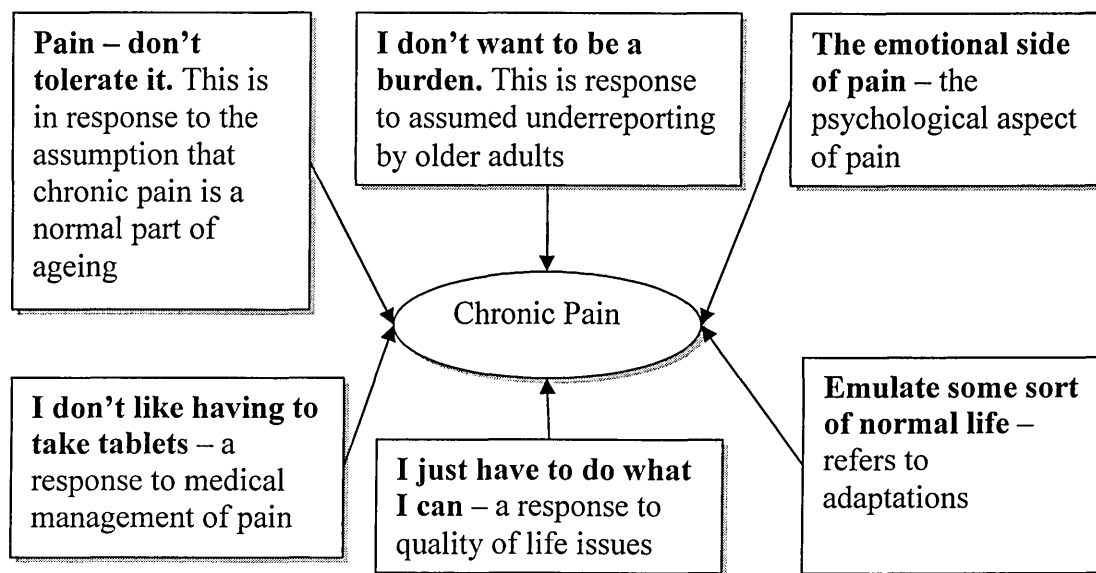 Pain – don't
tolerate it. This is
in response to the
assumption that
chronic pain is a
normal part of
ageing
I don't want to be a
burden. This is response
to assumed underreporting
by older adults
The emotional side
of pain – the
psychological aspect
of pain
Chronic Pain
I don't like having to
take tablets – a
response to medical
management of pain
I just have to do what
I can – a response to
quality of life issues
Emulate some sort
of normal life –
refers to
adaptations